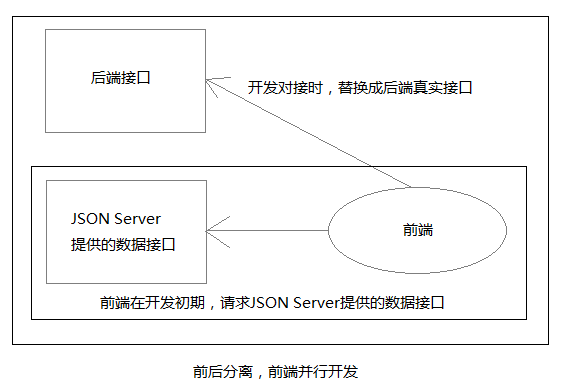 后端接口
开发对接时，替换成后端真实接口
JSON Server
提供的数据接口
前端
前端在开发初期，请求JSON Server提供的数据接口
前后分离，前端并行开发